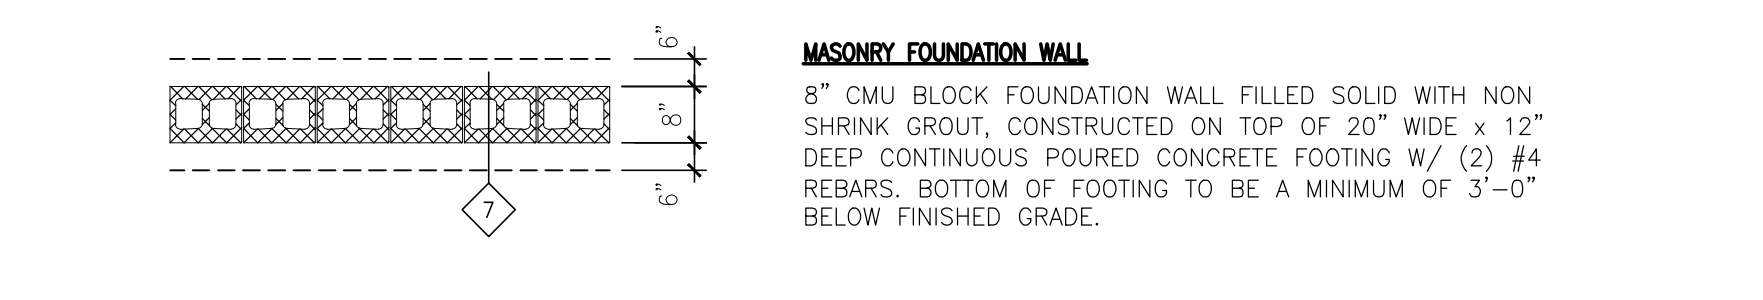 6”
8”
6”
7
MASONRY FOUNDATION WALL
8” CMU BLOCK FOUNDATION WALL FILLED SOLID WITH NON
SHRINK GROUT, CONSTRUCTED ON TOP OF 20” WIDE x 12”
DEEP CONTINUOUS POURED CONCRETE FOOTING W/ (2) #4
REBARS. BOTTOM OF FOOTING TO BE A MINIMUM OF 3’-0”
BELOW FINISHED GRADE.